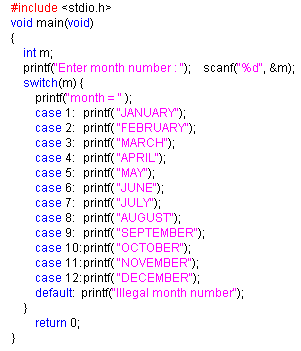 #include <stdio.h>
void main(void)
{
int m;
printf("Enter month number : "); scanf("%d", &m);
switch(m) {
printf("month = " );
case 1: printf( "JANUARY");
case 2: printf( "FEBRUARY");
case 3: printf( "MARCH");
case 4: printf( "APRIL");
case 5: printf( "MAY");
case 6: printf( "JUNE");
case 7: printf( "JULY");
case 8: printf( "AUGUST");
case 9: printf( "SEPTEMBER");
case 10: printf( "OCTOBER");
case 11: printf( "NOVEMBER");
case 12: printf( "DECEMBER");
default: printf("Illegal month number");
}
return 0;
}